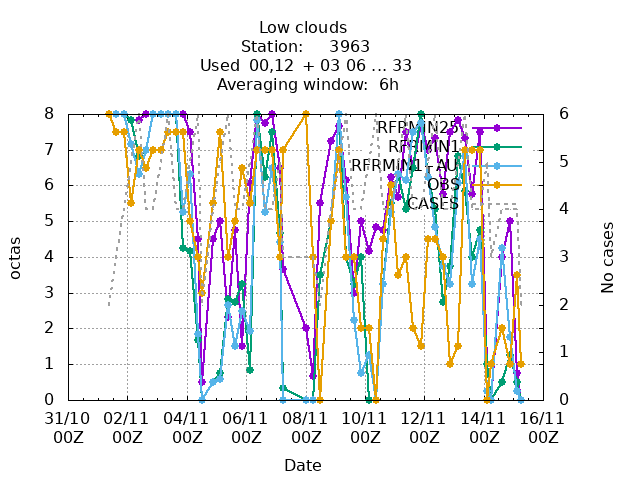 Low clouds
Station: 3963
Used 00,12 + 03 06 ... 33
Averaging window: 6h
8 6
RFRMIN25
7
RFRMIN1
5
RFRMIN1_AU
6
OBS
CASES
5 4
octas
4 3
No cases
3
2
2
1
1
0 0
31/10 02/11 04/11 06/11 08/11 10/11 12/11 14/11 16/11
00Z 00Z 00Z 00Z 00Z 00Z 00Z 00Z 00Z
Date